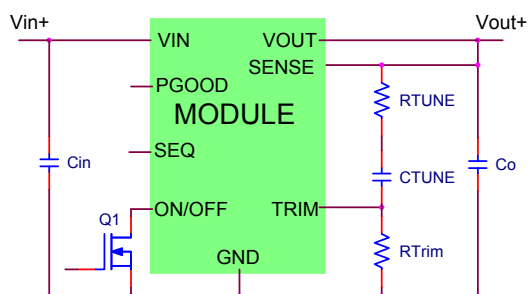 Vin+
Vout+
VIN
VOUT
SENSE
PGOOD
RTUNE
MODULE
Cin
SEQ
CTUNE
Co
Q1
ON/OFF
TRIM
RTrim
GND